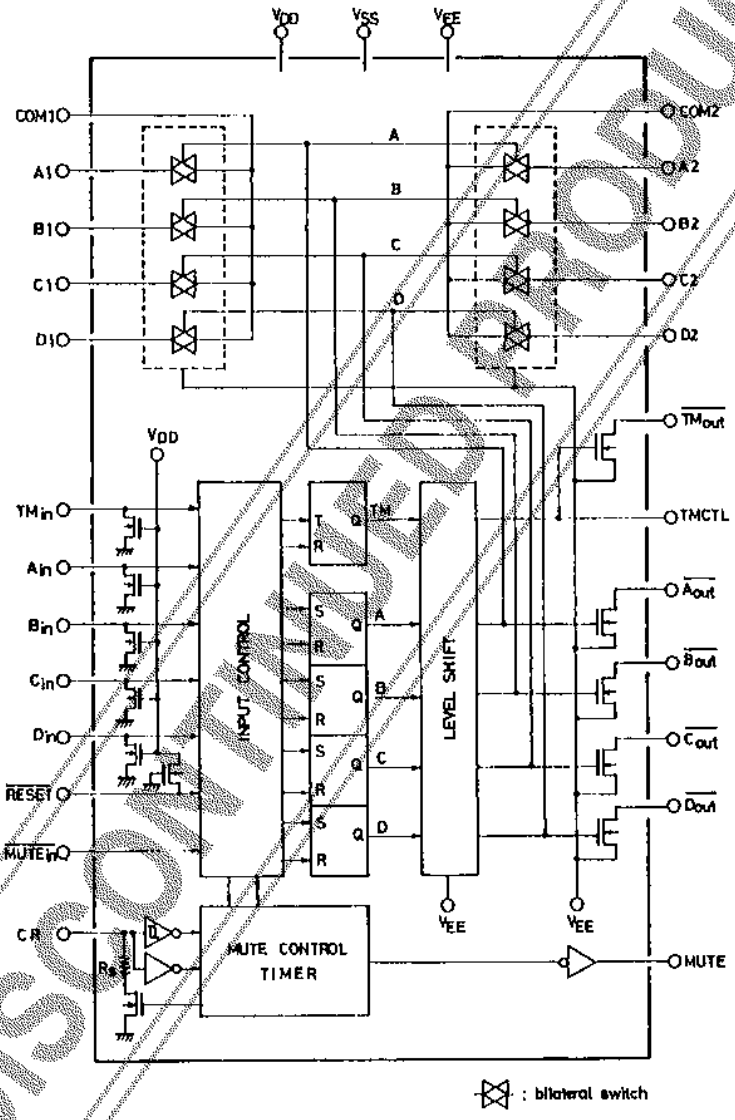 VDD VSS VEE
COM1 COM2
A
A1 A2
B
B1 B2
C
C1 C2
D
D1 D2
VDD
TMout
TMin T Q TM TMCTL
R
Ain Aout
S A
Bin Q
R
INPUT CONTROL
LEVEL SHIFT
Bout
Cin S B
Q
R
Din Cout
S C
Q
RESET R
Dout
S D
Q
MUTEin R
VEE VEE
CR
MUTE CONTROL
TIMER
MUTE
: bilateral switch
DISCONTINUED PRODU